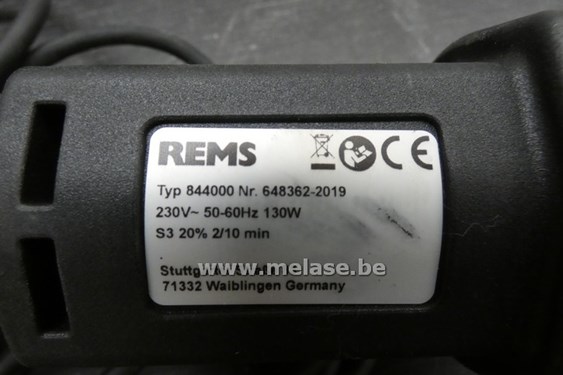 REMS
CE
Typ 844000 Nr. 648362-2019
230V~ 50-60Hz 130W
S3 20% 2/10 min
www.melase.be
71332 Waiblingen Germany